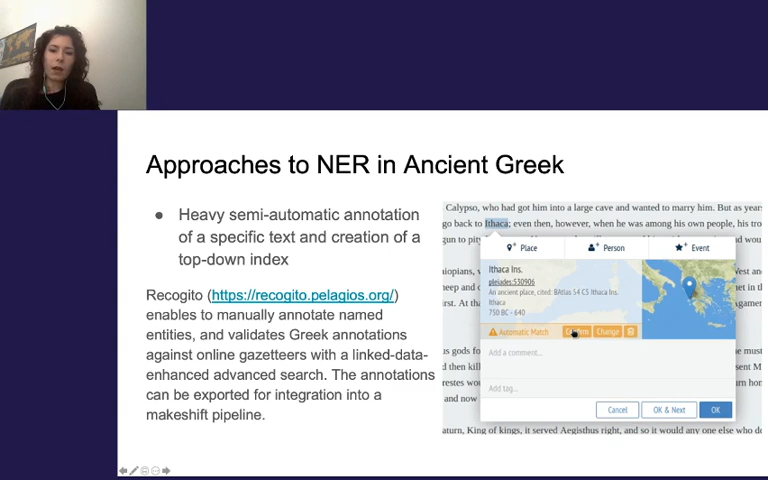 Approaches to NER in Ancient Greek
● Heavy semi-automatic annotation
of a specific text and creation of a
top-down index
Recogito (https://recogito.pelagios.org/)
enables to manually annotate named
entities, and validates Greek annotations
against online gazetteers with a linked-data-
enhanced advanced search. The annotations
can be exported for integration into a
makeshift pipeline.
Calypso, who had got him into a large cave and wanted to marry him. But as years
go back to Ithaca; even then, however, when he was among his own people, his tro
gun to pity
Place Person Event
Ithaca Ins.
pleiades:530906
An ancient place, cited: BAtlas 54 C5 Ithaca Ins.
Ithaca
750 BC - 640
Automatic Match Confirm Change
Add a comment...
Add tag...
Cancel OK & Next OK
aturn, King of kings, it served Aegisthus right, and so it would any one else who do